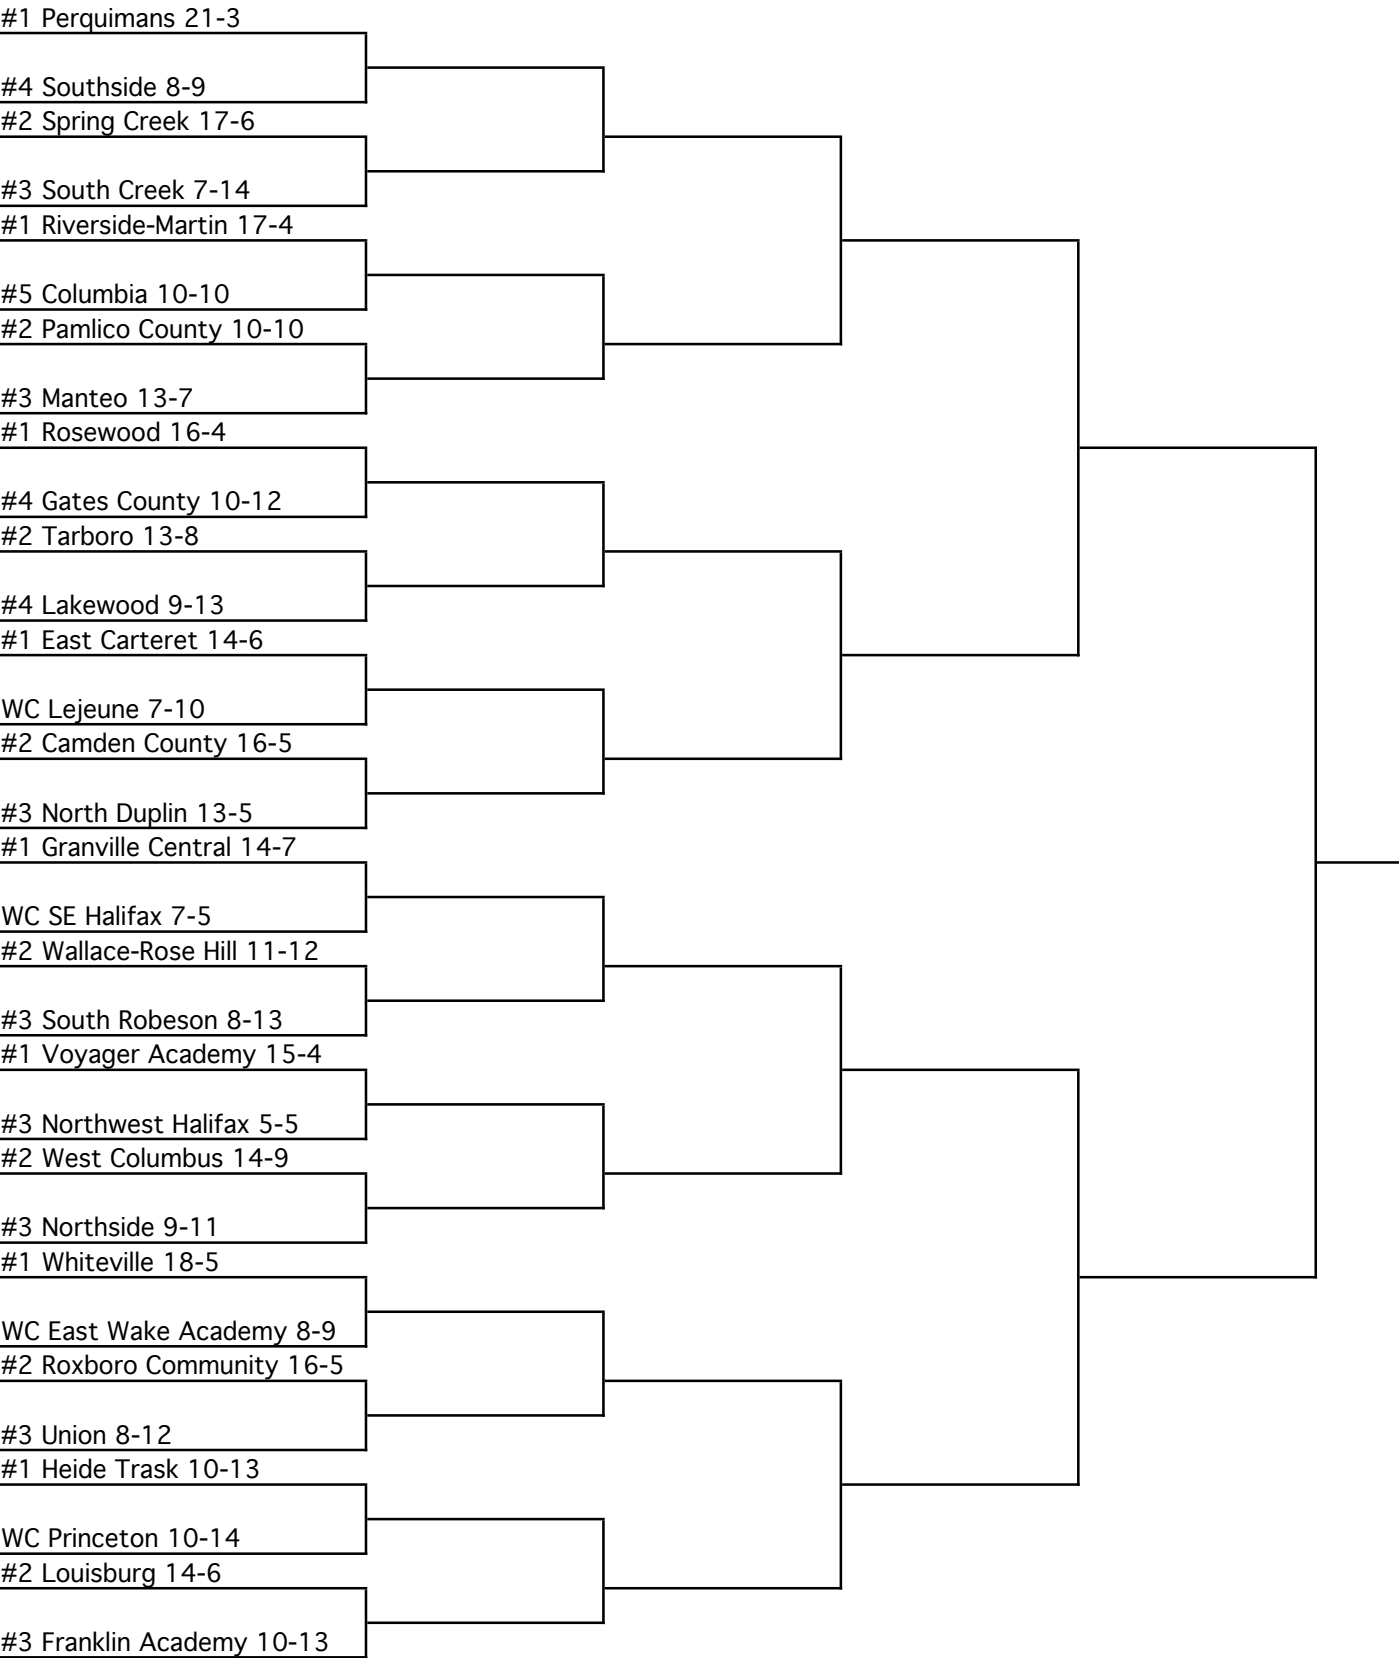 #1 Perquimans 21-3
#4 Southside 8-9
#2 Spring Creek 17-6
#3 South Creek 7-14
#1 Riverside-Martin 17-4
#5 Columbia 10-10
#2 Pamlico County 10-10
#3 Manteo 13-7
#1 Rosewood 16-4
#4 Gates County 10-12
#2 Tarboro 13-8
#4 Lakewood 9-13
#1 East Carteret 14-6
WC Lejeune 7-10
#2 Camden County 16-5
#3 North Duplin 13-5
#1 Granville Central 14-7
WC SE Halifax 7-5
#2 Wallace-Rose Hill 11-12
#3 South Robeson 8-13
#1 Voyager Academy 15-4
#3 Northwest Halifax 5-5
#2 West Columbus 14-9
#3 Northside 9-11
#1 Whiteville 18-5
WC East Wake Academy 8-9
#2 Roxboro Community 16-5
#3 Union 8-12
#1 Heide Trask 10-13
WC Princeton 10-14
#2 Louisburg 14-6
#3 Franklin Academy 10-13